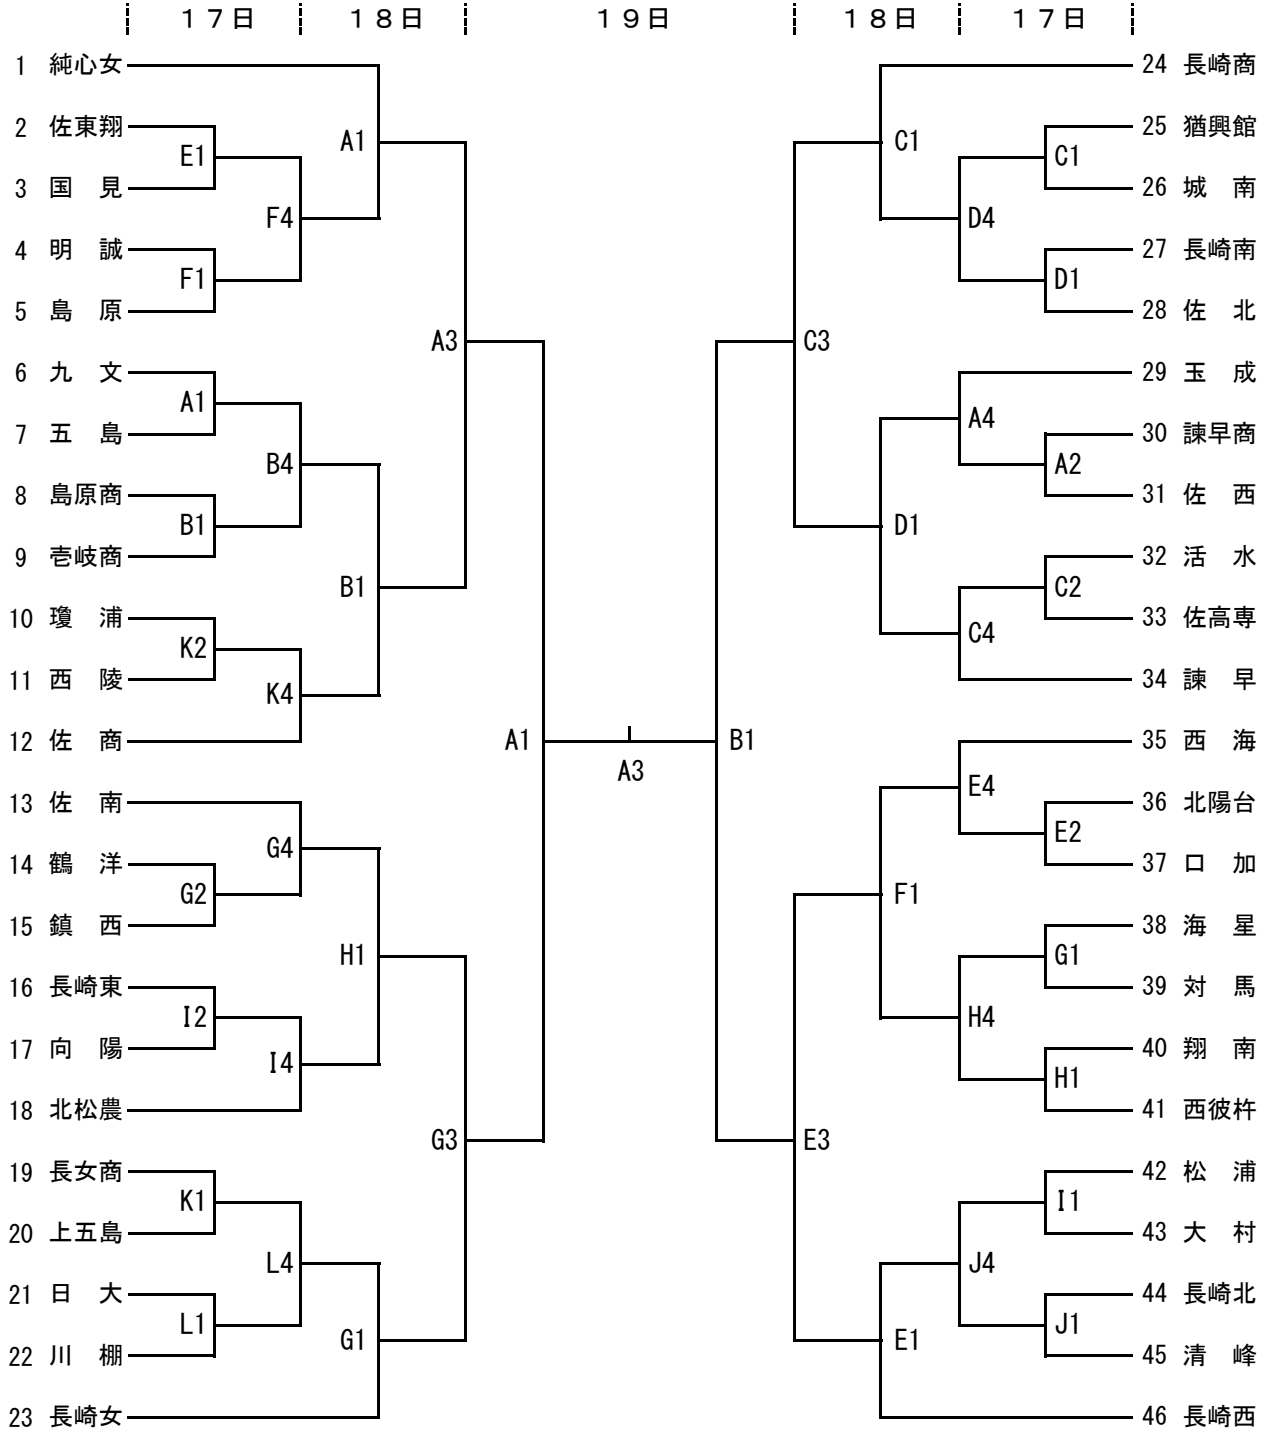 １７日 １８日 １９日 １８日 １７日
1 純心女 24 長崎商
2 佐東翔 A1 C1 25 猶興館
E1 C1
3 国　見 26 城　南
F4 D4
4 明　誠 27 長崎南
F1 D1
5 島　原 28 佐　北
A3 C3
6 九　文 29 玉　成
A1 A4
7 五　島 30 諫早商
B4 A2
8 島原商 31 佐　西
B1 D1
9 壱岐商 32 活　水
B1 C2
10 瓊　浦 33 佐高専
K2 C4
11 西　陵 34 諫　早
K4
12 佐　商 A1 B1 35 西　海
A3
13 佐　南 E4 36 北陽台
G4 E2
14 鶴　洋 37 口　加
G2 F1
15 鎮　西 38 海　星
H1 G1
16 長崎東 39 対　馬
I2 H4
17 向　陽 40 翔　南
I4 H1
18 北松農 41 西彼杵
G3 E3
19 長女商 42 松　浦
K1 I1
20 上五島 43 大　村
L4 J4
21 日　大 44 長崎北
L1 G1 E1 J1
22 川　棚 45 清　峰
23 長崎女 46 長崎西